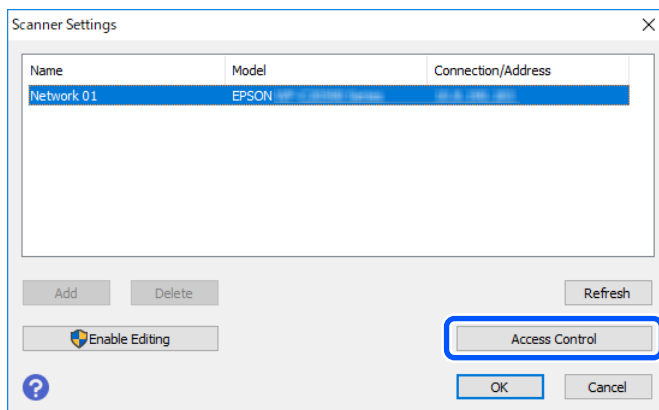 Scanner Settings
Name Model Connection/Address
Network 01 EPSON
Add Delete Refresh
Enable Editing Access Control
? OK Cancel